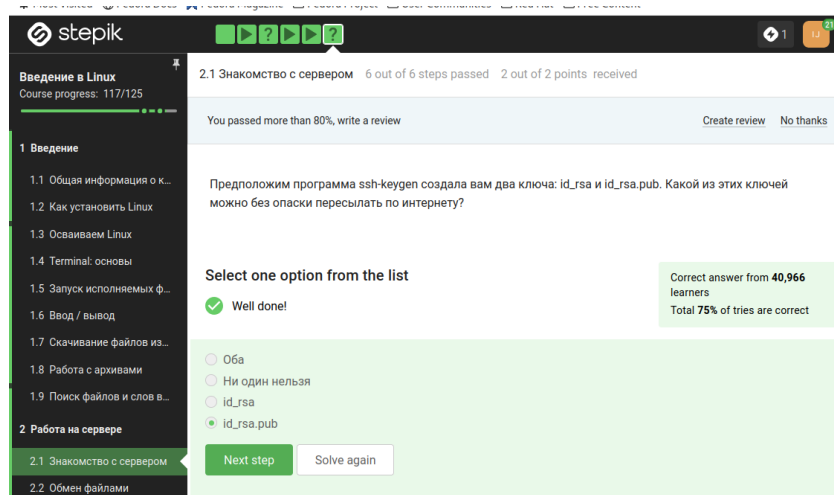 stepik
1
21
IJ
Введение в Linux
Course progress: 117/125
2.1 Знакомство с сервером 6 out of 6 steps passed 2 out of 2 points received
You passed more than 80%, write a review
Create review No thanks
1 Введение
1.1 Общая информация о к...
1.2 Как установить Linux
1.3 Осваиваем Linux
1.4 Terminal: основы
1.5 Запуск исполняемых ф...
1.6 Ввод / вывод
1.7 Скачивание файлов из...
1.8 Работа с архивами
1.9 Поиск файлов и слов в...
2 Работа на сервере
2.1 Знакомство с сервером
2.2 Обмен файлами
Предположим программа ssh-keygen создала вам два ключа: id_rsa и id_rsa.pub. Какой из этих ключей
можно без опаски пересылать по интернету?
Select one option from the list
Well done!
Correct answer from 40,966
learners
Total 75% of tries are correct
Оба
Ни один нельзя
id_rsa
id_rsa.pub
Next step
Solve again